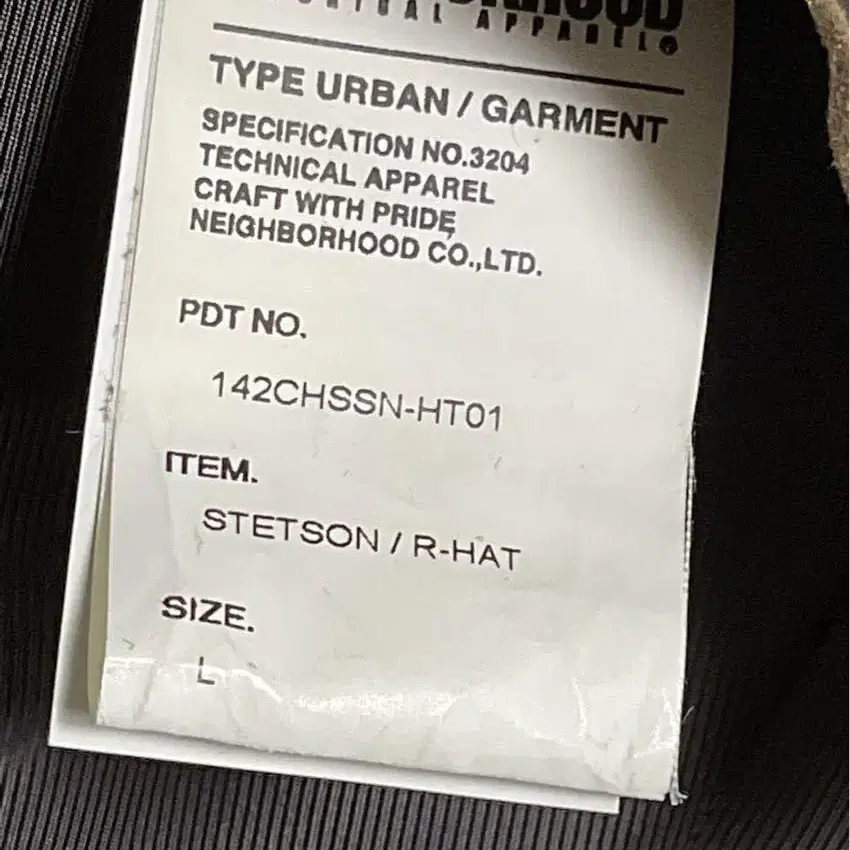 APPAREL®
TYPE URBAN / GARMENT
SPECIFICATION NO.3204
TECHNICAL APPAREL
CRAFT WITH PRIDE
NEIGHBORHOOD CO.,LTD.
PDT NO.
142CHSSN-HT01
ITEM.
STETSON / R-HAT
SIZE.
L